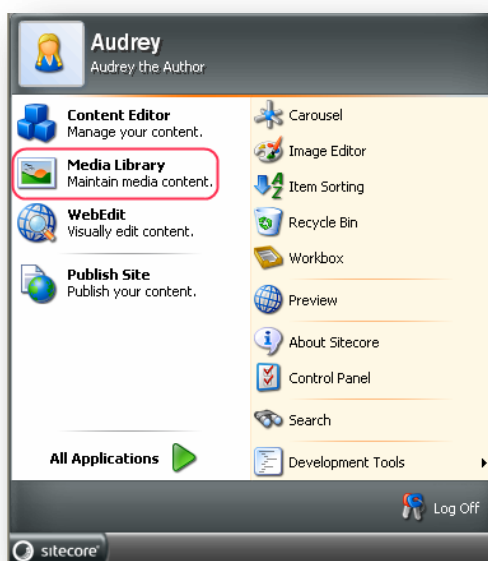 Audrey
Audrey the Author
Content Editor
Manage your content.
Media Library
Maintain media content.
WebEdit
Visually edit content.
Publish Site
Publish your content.
All Applications
Carousel
Image Editor
Item Sorting
Recycle Bin
Workbox
Preview
About Sitecore
Control Panel
Search
Development Tools
Log Off
sitecore